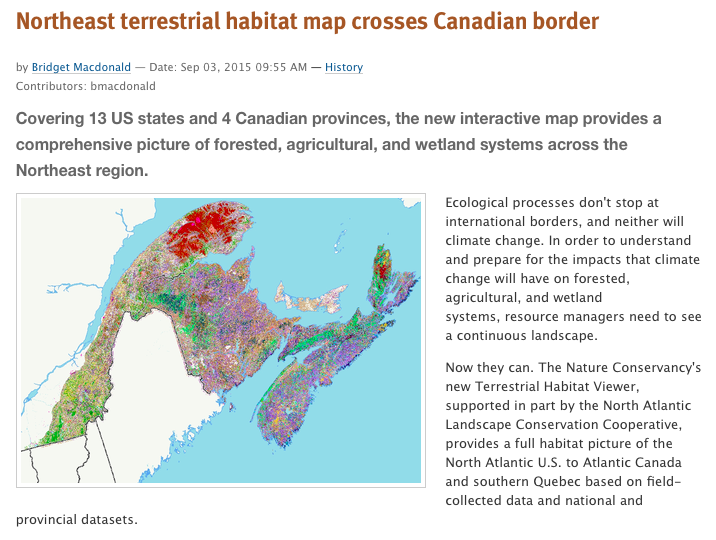 Northeast terrestrial habitat map crosses Canadian border
by Bridget Macdonald — Date: Sep 03, 2015 09:55 AM — History
Contributors: bmacdonald
Covering 13 US states and 4 Canadian provinces, the new interactive map provides a
comprehensive picture of forested, agricultural, and wetland systems across the
Northeast region.
Ecological processes don't stop at
international borders, and neither will
climate change. In order to understand
and prepare for the impacts that climate
change will have on forested,
agricultural, and wetland
systems, resource managers need to see
a continuous landscape.
Now they can. The Nature Conservancy's
new Terrestrial Habitat Viewer,
supported in part by the North Atlantic
Landscape Conservation Cooperative,
provides a full habitat picture of the
North Atlantic U.S. to Atlantic Canada
and southern Quebec based on field-
collected data and national and
provincial datasets.